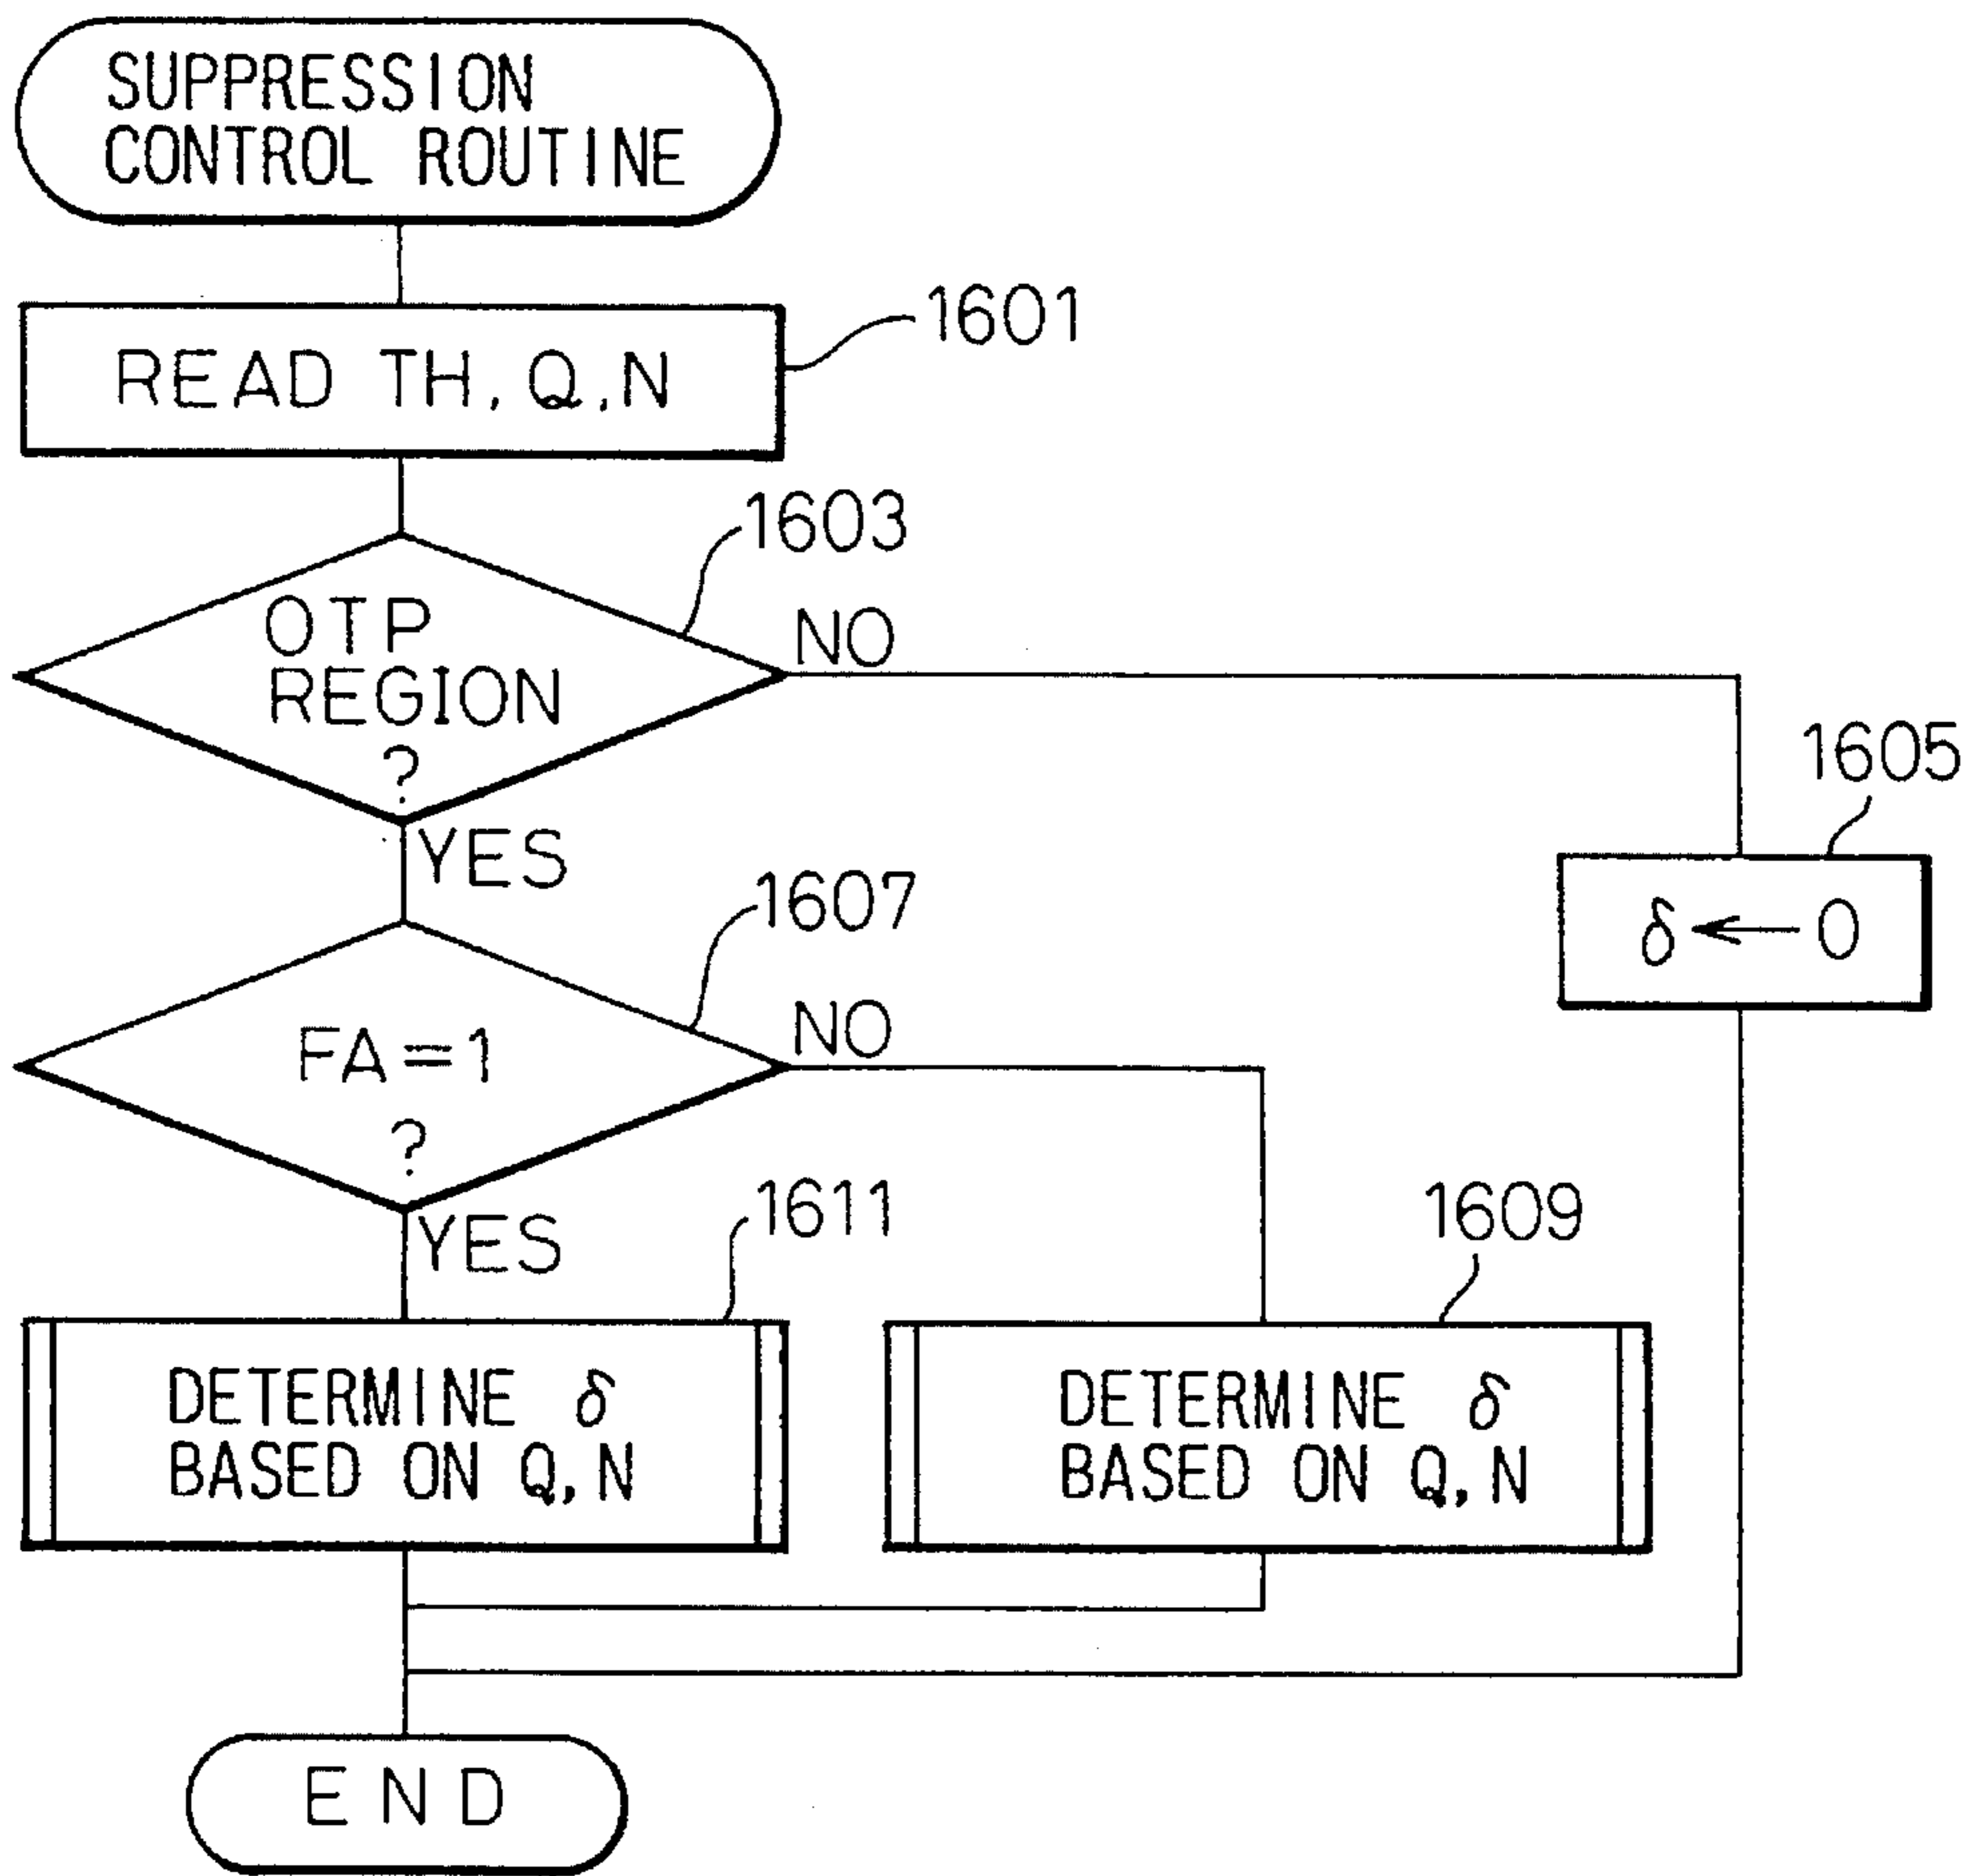 SUPPRESSION
CONTROL ROUTINE
1601
READ TH, Q, N
1603
OTP
REGION
?
NO
YES
1605
δ ← 0
1607
FA=1
?
NO
YES
1611
DETERMINE δ
BASED ON Q, N
1609
DETERMINE δ
BASED ON Q, N
END